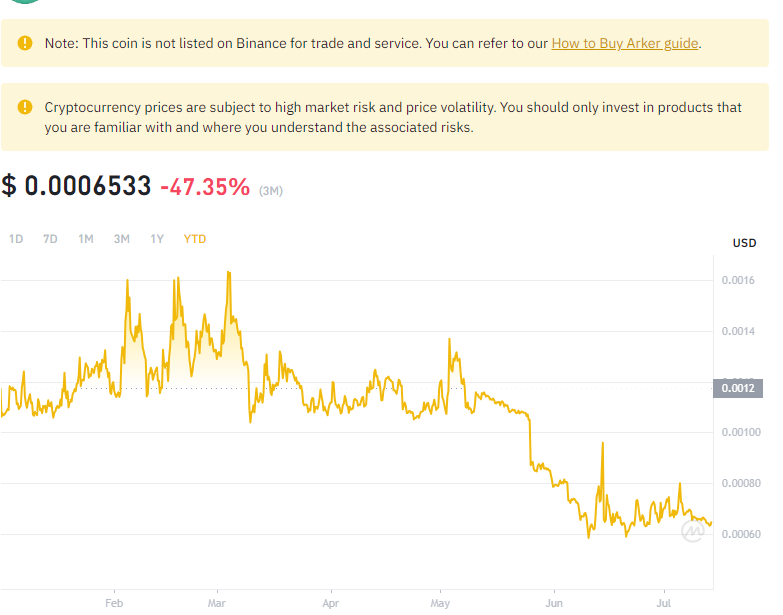 Note: This coin is not listed on Binance for trade and service. You can refer to our How to Buy Arker guide.
Cryptocurrency prices are subject to high market risk and price volatility. You should only invest in products that
you are familiar with and where you understand the associated risks.
$ 0.0006533 -47.35% (3M)
1D 7D 1M 3M 1Y YTD
USD
0.0016
0.0014
0.0012
0.00100
0.00080
0.00060
Feb Mar Apr May Jun Jul